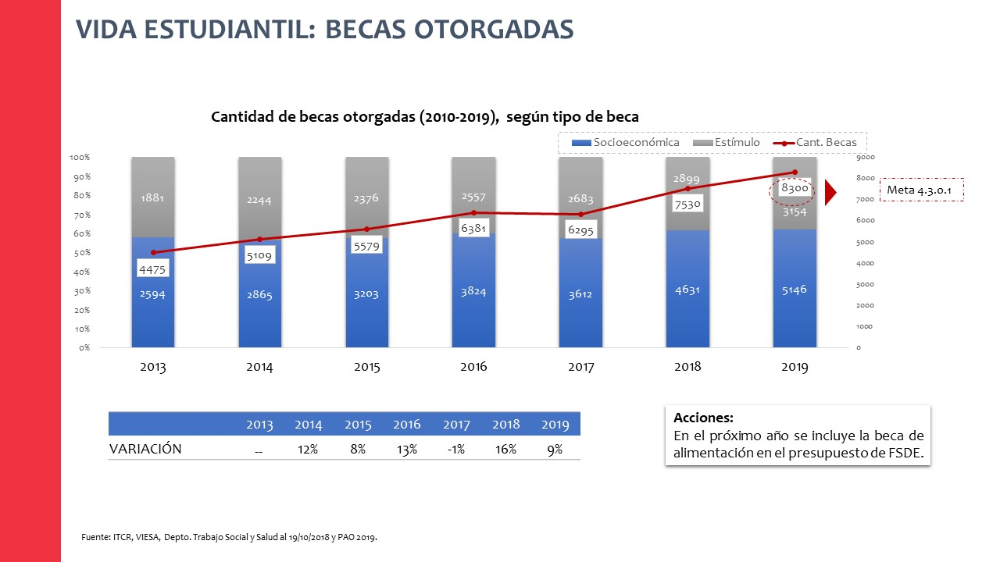 VIDA ESTUDIANTIL: BECAS OTORGADAS
Cantidad de becas otorgadas (2010-2019), según tipo de beca
Socioeconómica Estímulo Cant. Becas
100% 9000
90% 8000
80% 7000
70% 6000
60% 5000
50% 4000
40% 3000
30% 2000
20% 1000
10% 0
0%
1881 2244 2376 2557 2683 2899 3154
4475 5109 5579 6381 6295 7530 8300
2594 2865 3203 3824 3612 4631 5146
Meta 4.3.0.1
2013 2014 2015 2016 2017 2018 2019
2013 2014 2015 2016 2017 2018 2019
VARIACIÓN -- 12% 8% 13% -1% 16% 9%
Acciones:
En el próximo año se incluye la beca de
alimentación en el presupuesto de FSDE.
Fuente: ITCR, VIESA, Depto. Trabajo Social y Salud al 19/10/2018 y PAO 2019.